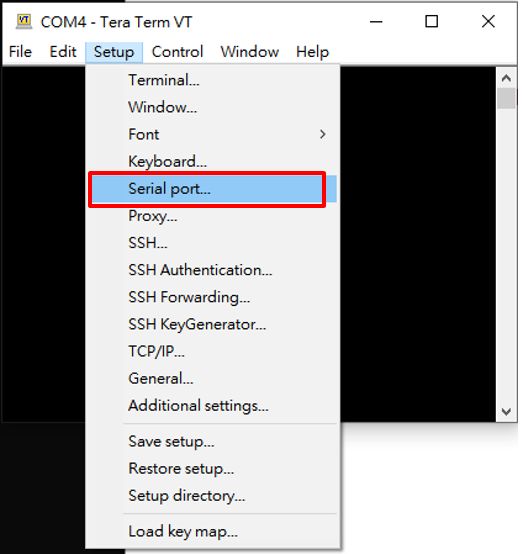 COM4 - Tera Term VT
File Edit Setup Control Window Help
Terminal...
Window...
Font
Keyboard...
Serial port...
Proxy...
SSH...
SSH Authentication...
SSH Forwarding...
SSH KeyGenerator...
TCP/IP...
General...
Additional settings...
Save setup...
Restore setup...
Setup directory...
Load key map...